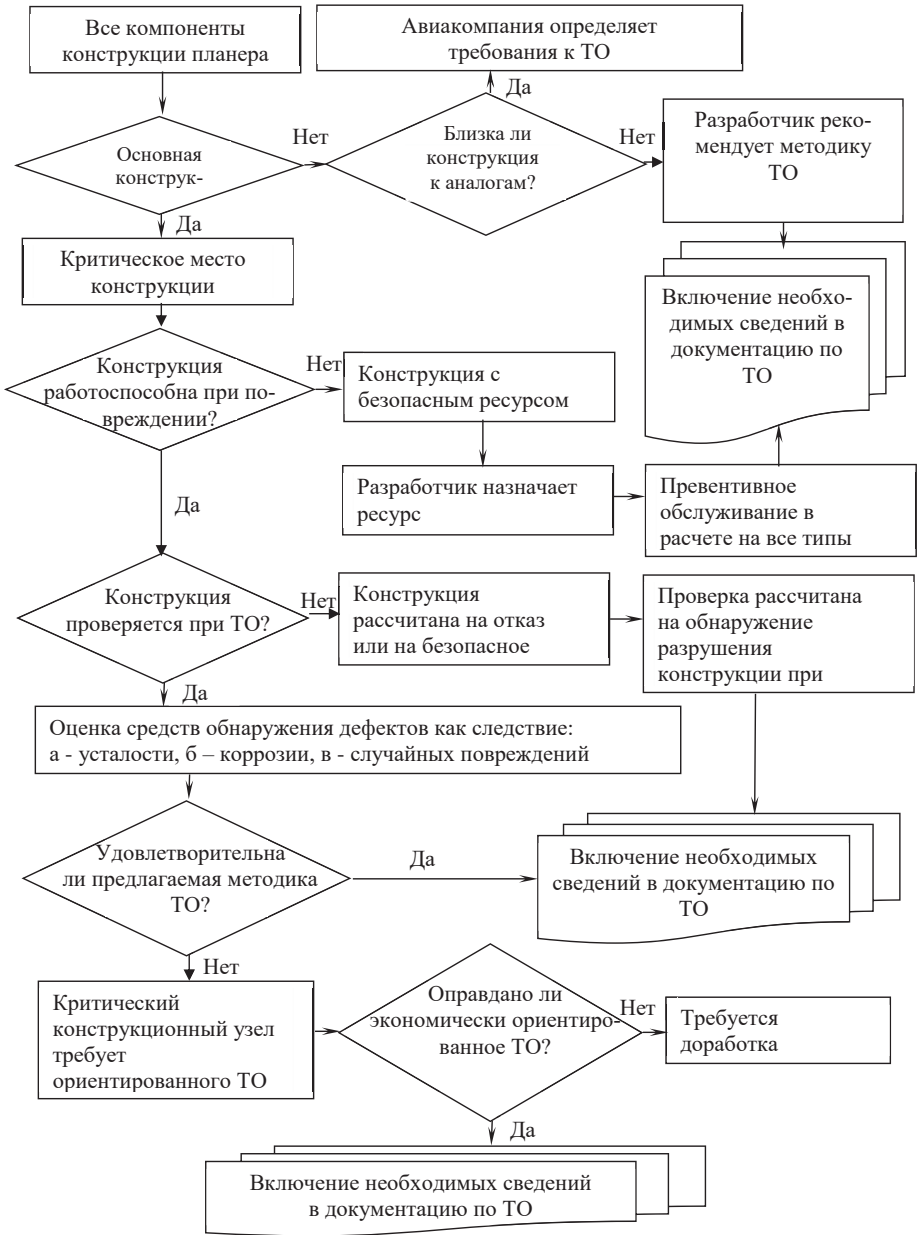 Все компоненты
конструкции планера
Авиакомпания определяет
требования к ТО
Да
Нет
Основная
конструк-
Близка ли
конструкция
к аналогам?
Нет
Разработчик реко-
мендует методику
ТО
Да
Критическое место
конструкции
Включение необхо-
димых сведений в
документацию по
ТО
Конструкция
работоспособна при по-
вреждении?
Нет
Конструкция с
безопасным ресурсом
Разработчик назначает
ресурс
Превентивное
обслуживание в
расчете на все типы
Да
Конструкция
проверяется при ТО?
Нет
Конструкция
рассчитана на отказ
или на безопасное
Проверка рассчитана
на обнаружение
разрушения
конструкции при
Да
Оценка средств обнаружения дефектов как следствие:
а - усталости, б – коррозии, в - случайных повреждений
Удовлетворительна
ли предлагаемая методика
ТО?
Да
Включение необходимых
сведений в документацию по
ТО
Нет
Критический
конструкционный узел
требует
ориентированного ТО
Оправдано ли
экономически ориентиро-
ванное ТО?
Нет
Требуется
доработка
Да
Включение необходимых сведений
в документацию по ТО